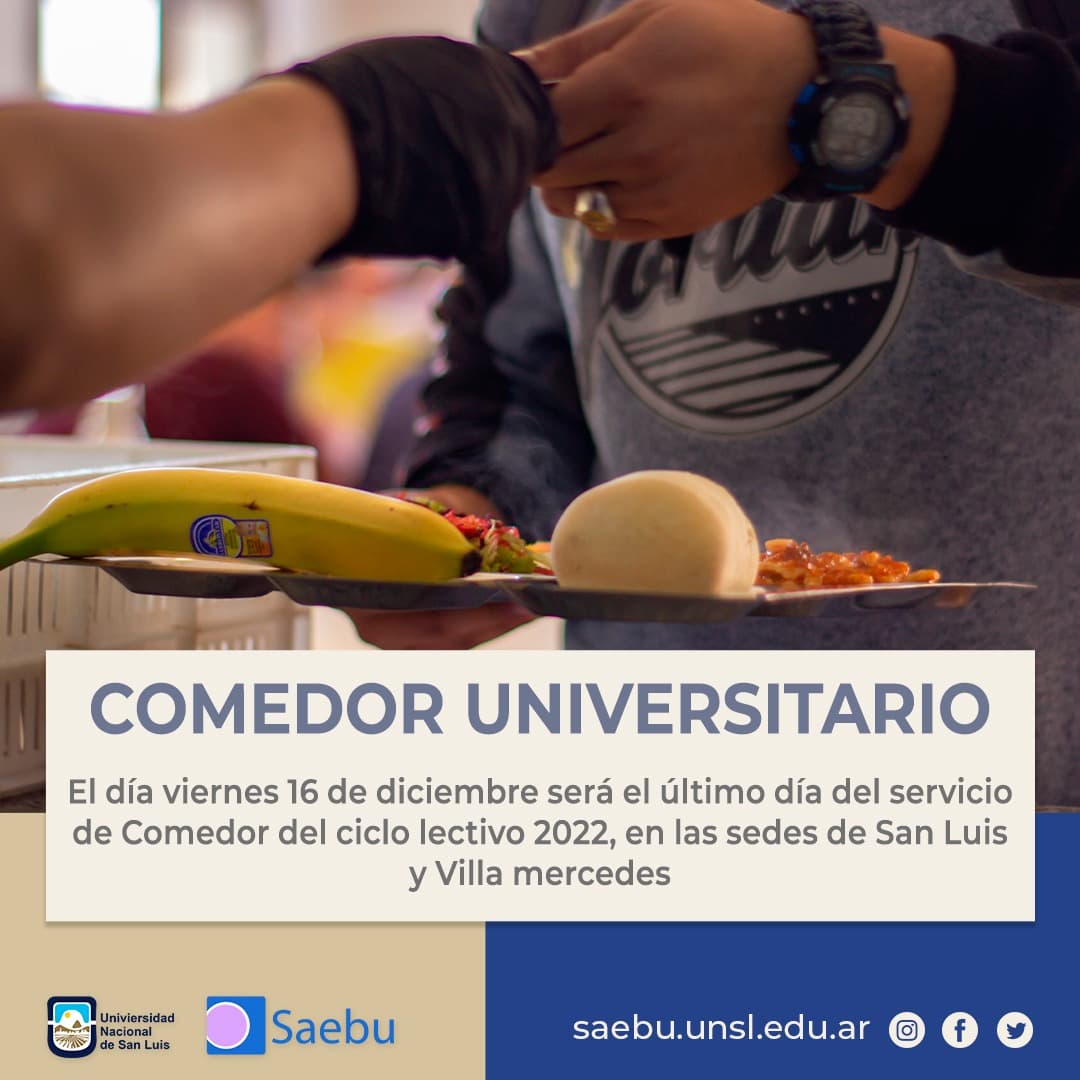 COMEDOR UNIVERSITARIO
El día viernes 16 de diciembre será el último día del servicio
de Comedor del ciclo lectivo 2022, en las sedes de San Luis
y Villa mercedes
Univiersidad
Nacional
de San Luis
Saebu
saebu.unsl.edu.ar